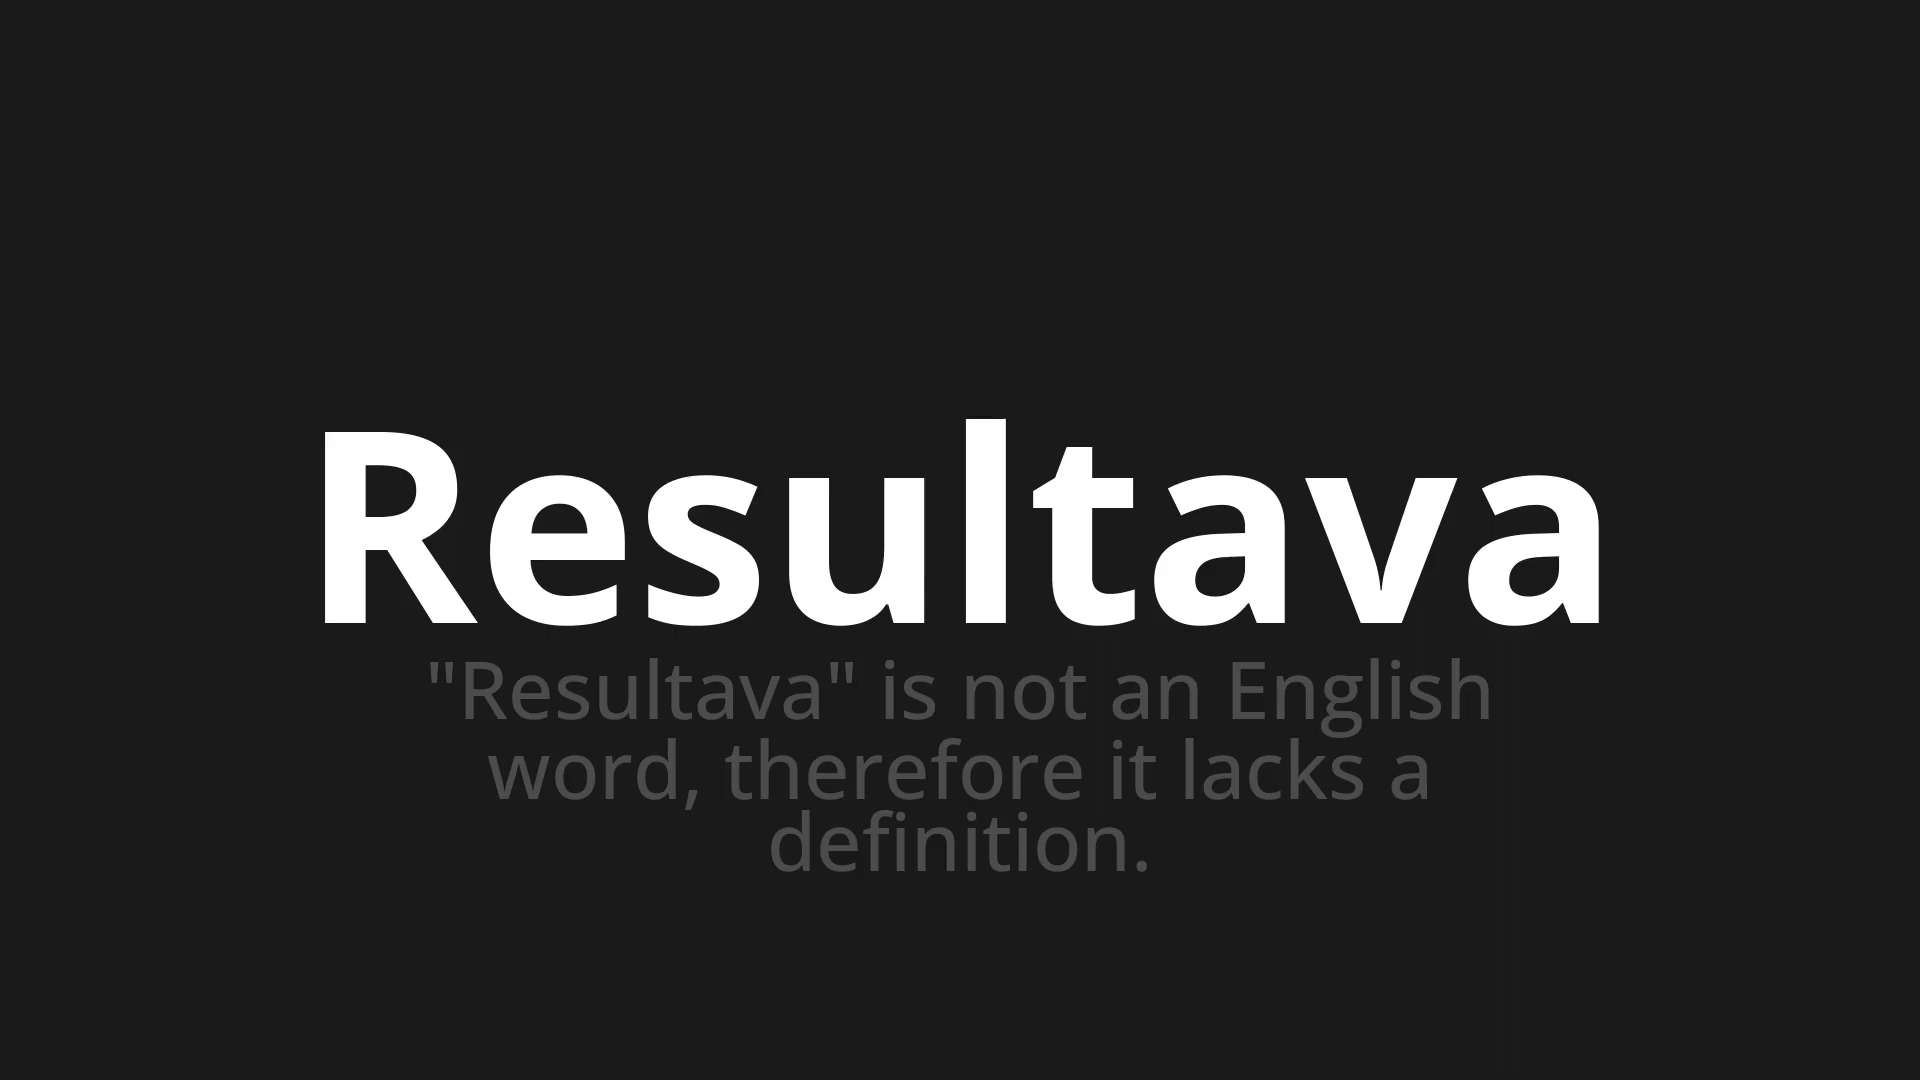 Resultava
"Resultava" is not an English
word, therefore it lacks a
definition.